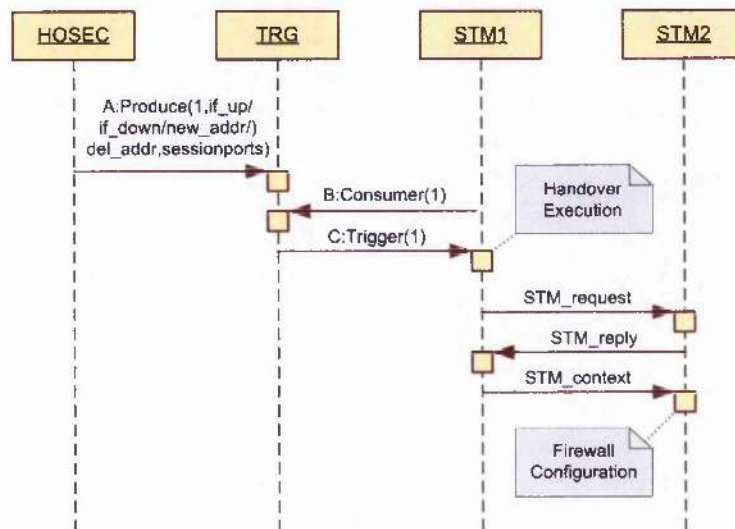 HOSEC
TRG
STM1
STM2
A:Produce(1,if_up/
if_down/new_addr/)
del_addr,sessionports)
B:Consumer(1)
Handover
Execution
C:Trigger(1)
STM_request
STM_reply
STM_context
Firewall
Configuration